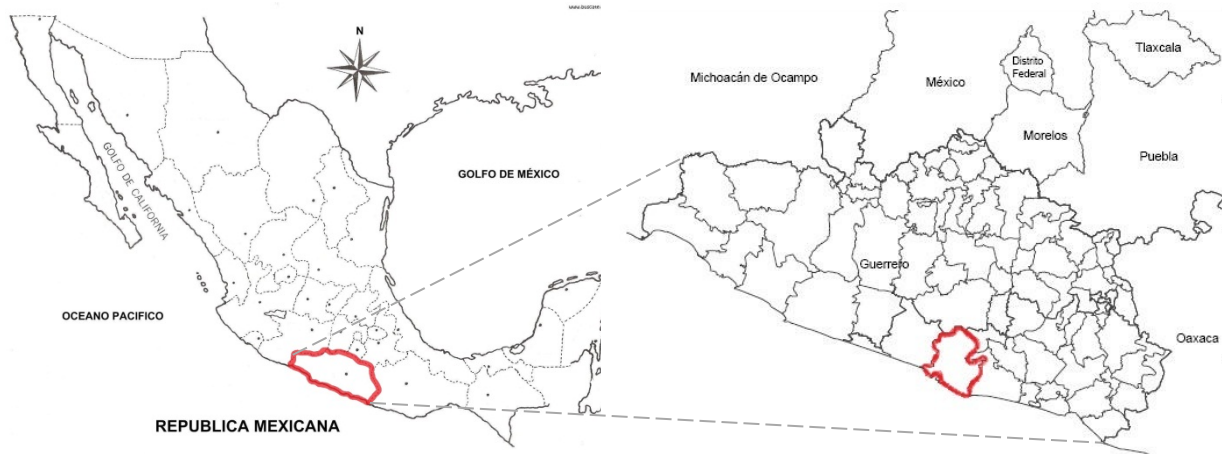 N
GOLFO DE CALIFORNIA
GOLFO DE MÉXICO
OCEANO PACIFICO
REPUBLICA MEXICANA
Tlaxcala
Distrito
Federal
Michoacán de Ocampo
México
Morelos
Puebla
Guerrero
Oaxaca